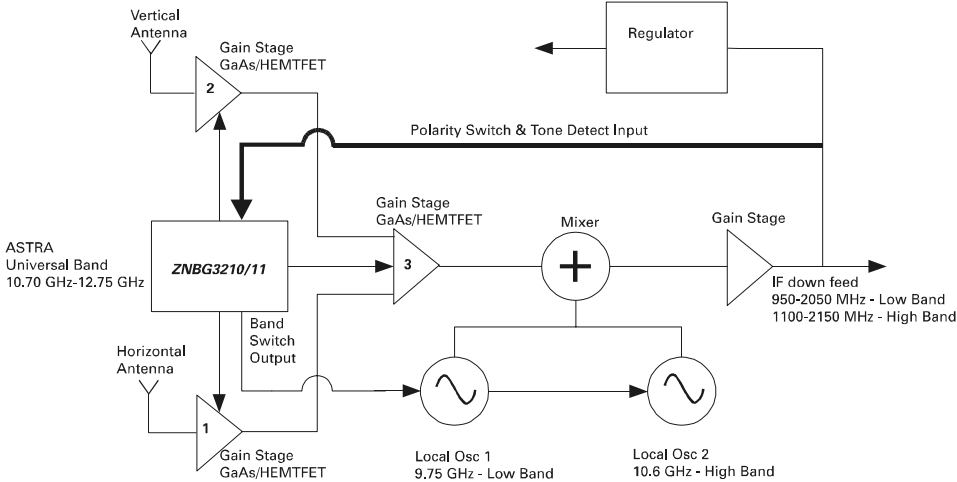 Vertical
Antenna
Gain Stage
GaAs/HEMTFET
2
Regulator
Polarity Switch & Tone Detect Input
Gain Stage
GaAs/HEMTFET
Mixer
Gain Stage
ASTRA
Universal Band
10.70 GHz-12.75 GHz
ZNBG3210/11
3
+
IF down feed
950-2050 MHz - Low Band
1100-2150 MHz - High Band
Band
Switch
Output
Horizontal
Antenna
1
Gain Stage
GaAs/HEMTFET
Local Osc 1
9.75 GHz - Low Band
Local Osc 2
10.6 GHz - High Band